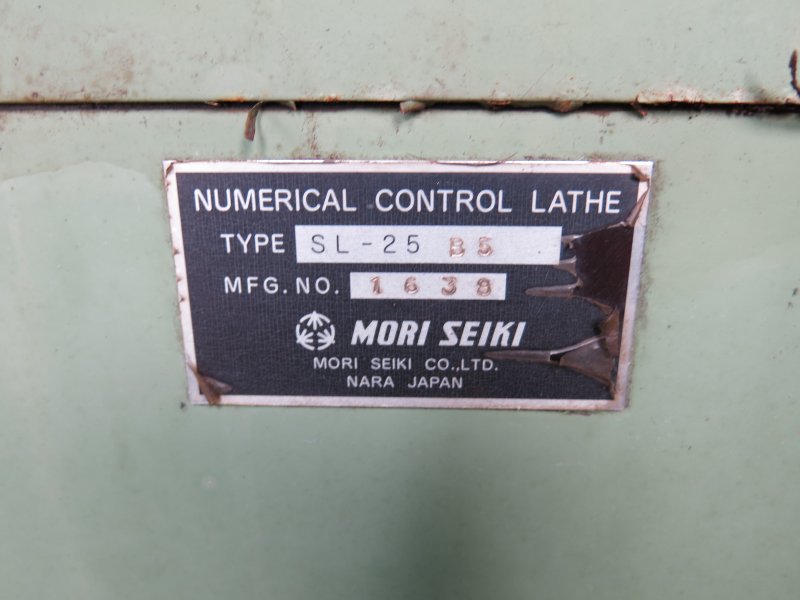 NUMERICAL CONTROL LATHE
TYPE SL-25 B5
MFG. NO. 1638
MORI SEIKI
MORI SEIKI CO.,LTD.
NARA JAPAN